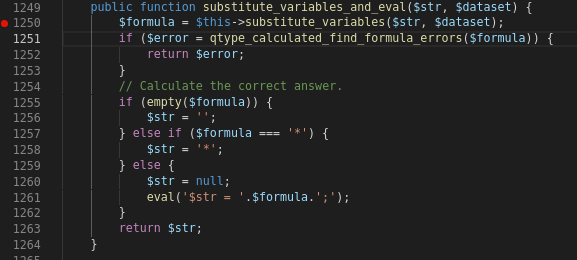 1249 public function substitute_variables_and_eval($str, $dataset) {
1250 $formula = $this->substitute_variables($str, $dataset);
1251 if ($error = qtype_calculated_find_formula_errors($formula)) {
1252 return $error;
1253 }
1254 // Calculate the correct answer.
1255 if (empty($formula)) {
1256 $str = '';
1257 } else if ($formula === '*') {
1258 $str = '*';
1259 } else {
1260 $str = null;
1261 eval('$str = '.$formula.';');
1262 }
1263 return $str;
1264 }